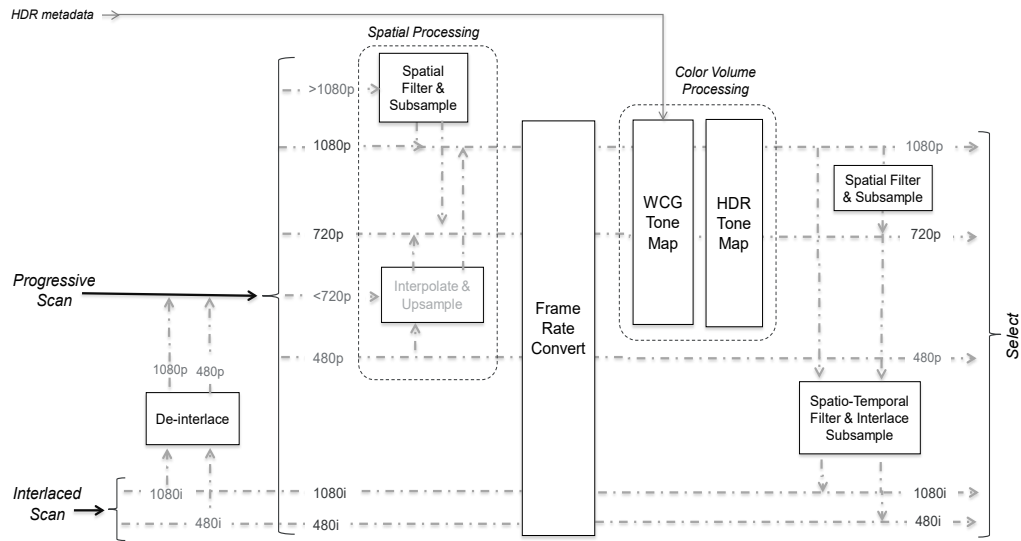 HDR metadata
Spatial Processing
Color Volume
Processing
>1080p
Spatial
Filter &
Subsample
1080p
1080p
WCG
Tone
Map
HDR
Tone
Map
Spatial Filter
& Subsample
720p
720p
Progressive
Scan
<720p
Interpolate &
Upsample
Frame
Rate
Convert
480p
480p
Select
1080p
480p
De-interlace
Spatio-Temporal
Filter & Interlace
Subsample
Interlaced
Scan
1080i
1080i
1080i
480i
480i
480i